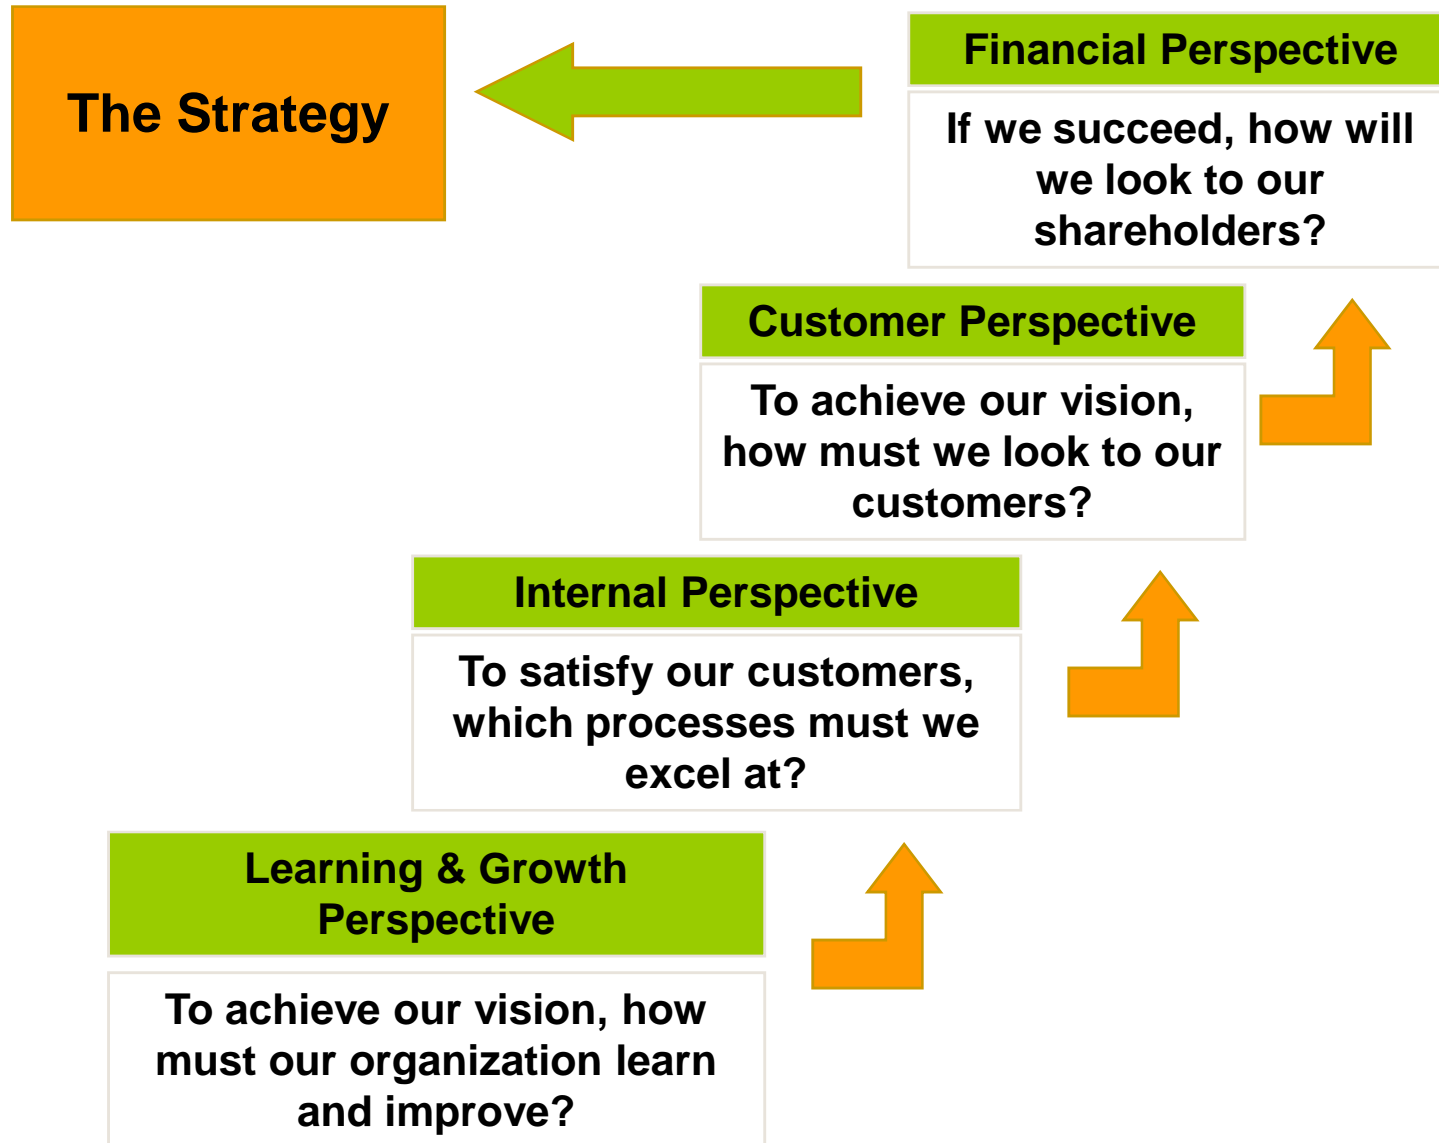 The Strategy
Financial Perspective
If we succeed, how will
we look to our
shareholders?
Customer Perspective
To achieve our vision,
how must we look to our
customers?
Internal Perspective
To satisfy our customers,
which processes must we
excel at?
Learning & Growth
Perspective
To achieve our vision, how
must our organization learn
and improve?